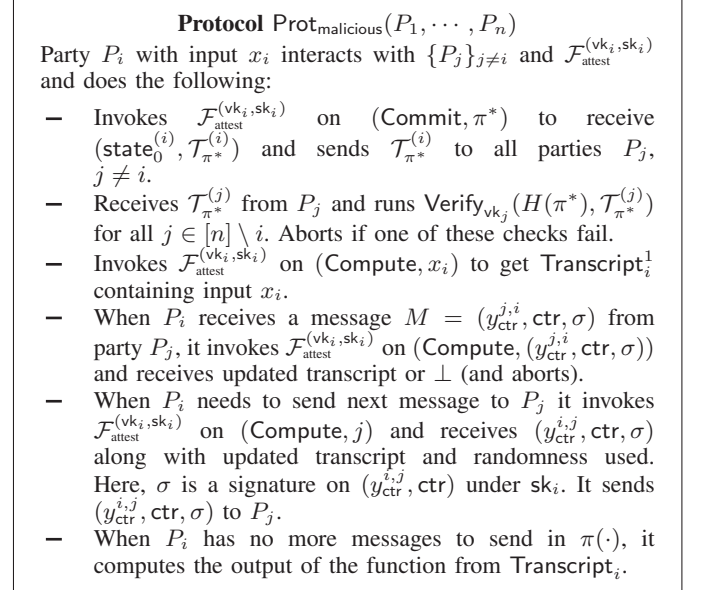 Protocol Prot_malicious(P_1, · · · , P_n)
Party P_i with input x_i interacts with {P_j}_{j≠i} and F_attest^{(vk_i,sk_i)}
and does the following:
– Invokes F_attest^{(vk_i,sk_i)} on (Commit, π*) to receive
(state_0^{(i)}, T_{π*}^{(i)}) and sends T_{π*}^{(i)} to all parties P_j,
j ≠ i.
– Receives T_{π*}^{(j)} from P_j and runs Verify_{vk_j}(H(π*), T_{π*}^{(j)})
for all j ∈ [n] \ i. Aborts if one of these checks fail.
– Invokes F_attest^{(vk_i,sk_i)} on (Compute, x_i) to get Transcript_i^1
containing input x_i.
– When P_i receives a message M = (y_ctr^{j,i}, ctr, σ) from
party P_j, it invokes F_attest^{(vk_i,sk_i)} on (Compute, (y_ctr^{j,i}, ctr, σ))
and receives updated transcript or ⊥ (and aborts).
– When P_i needs to send next message to P_j it invokes
F_attest^{(vk_i,sk_i)} on (Compute, j) and receives (y_ctr^{i,j}, ctr, σ)
along with updated transcript and randomness used.
Here, σ is a signature on (y_ctr^{i,j}, ctr) under sk_i. It sends
(y_ctr^{i,j}, ctr, σ) to P_j.
– When P_i has no more messages to send in π(·), it
computes the output of the function from Transcript_i.